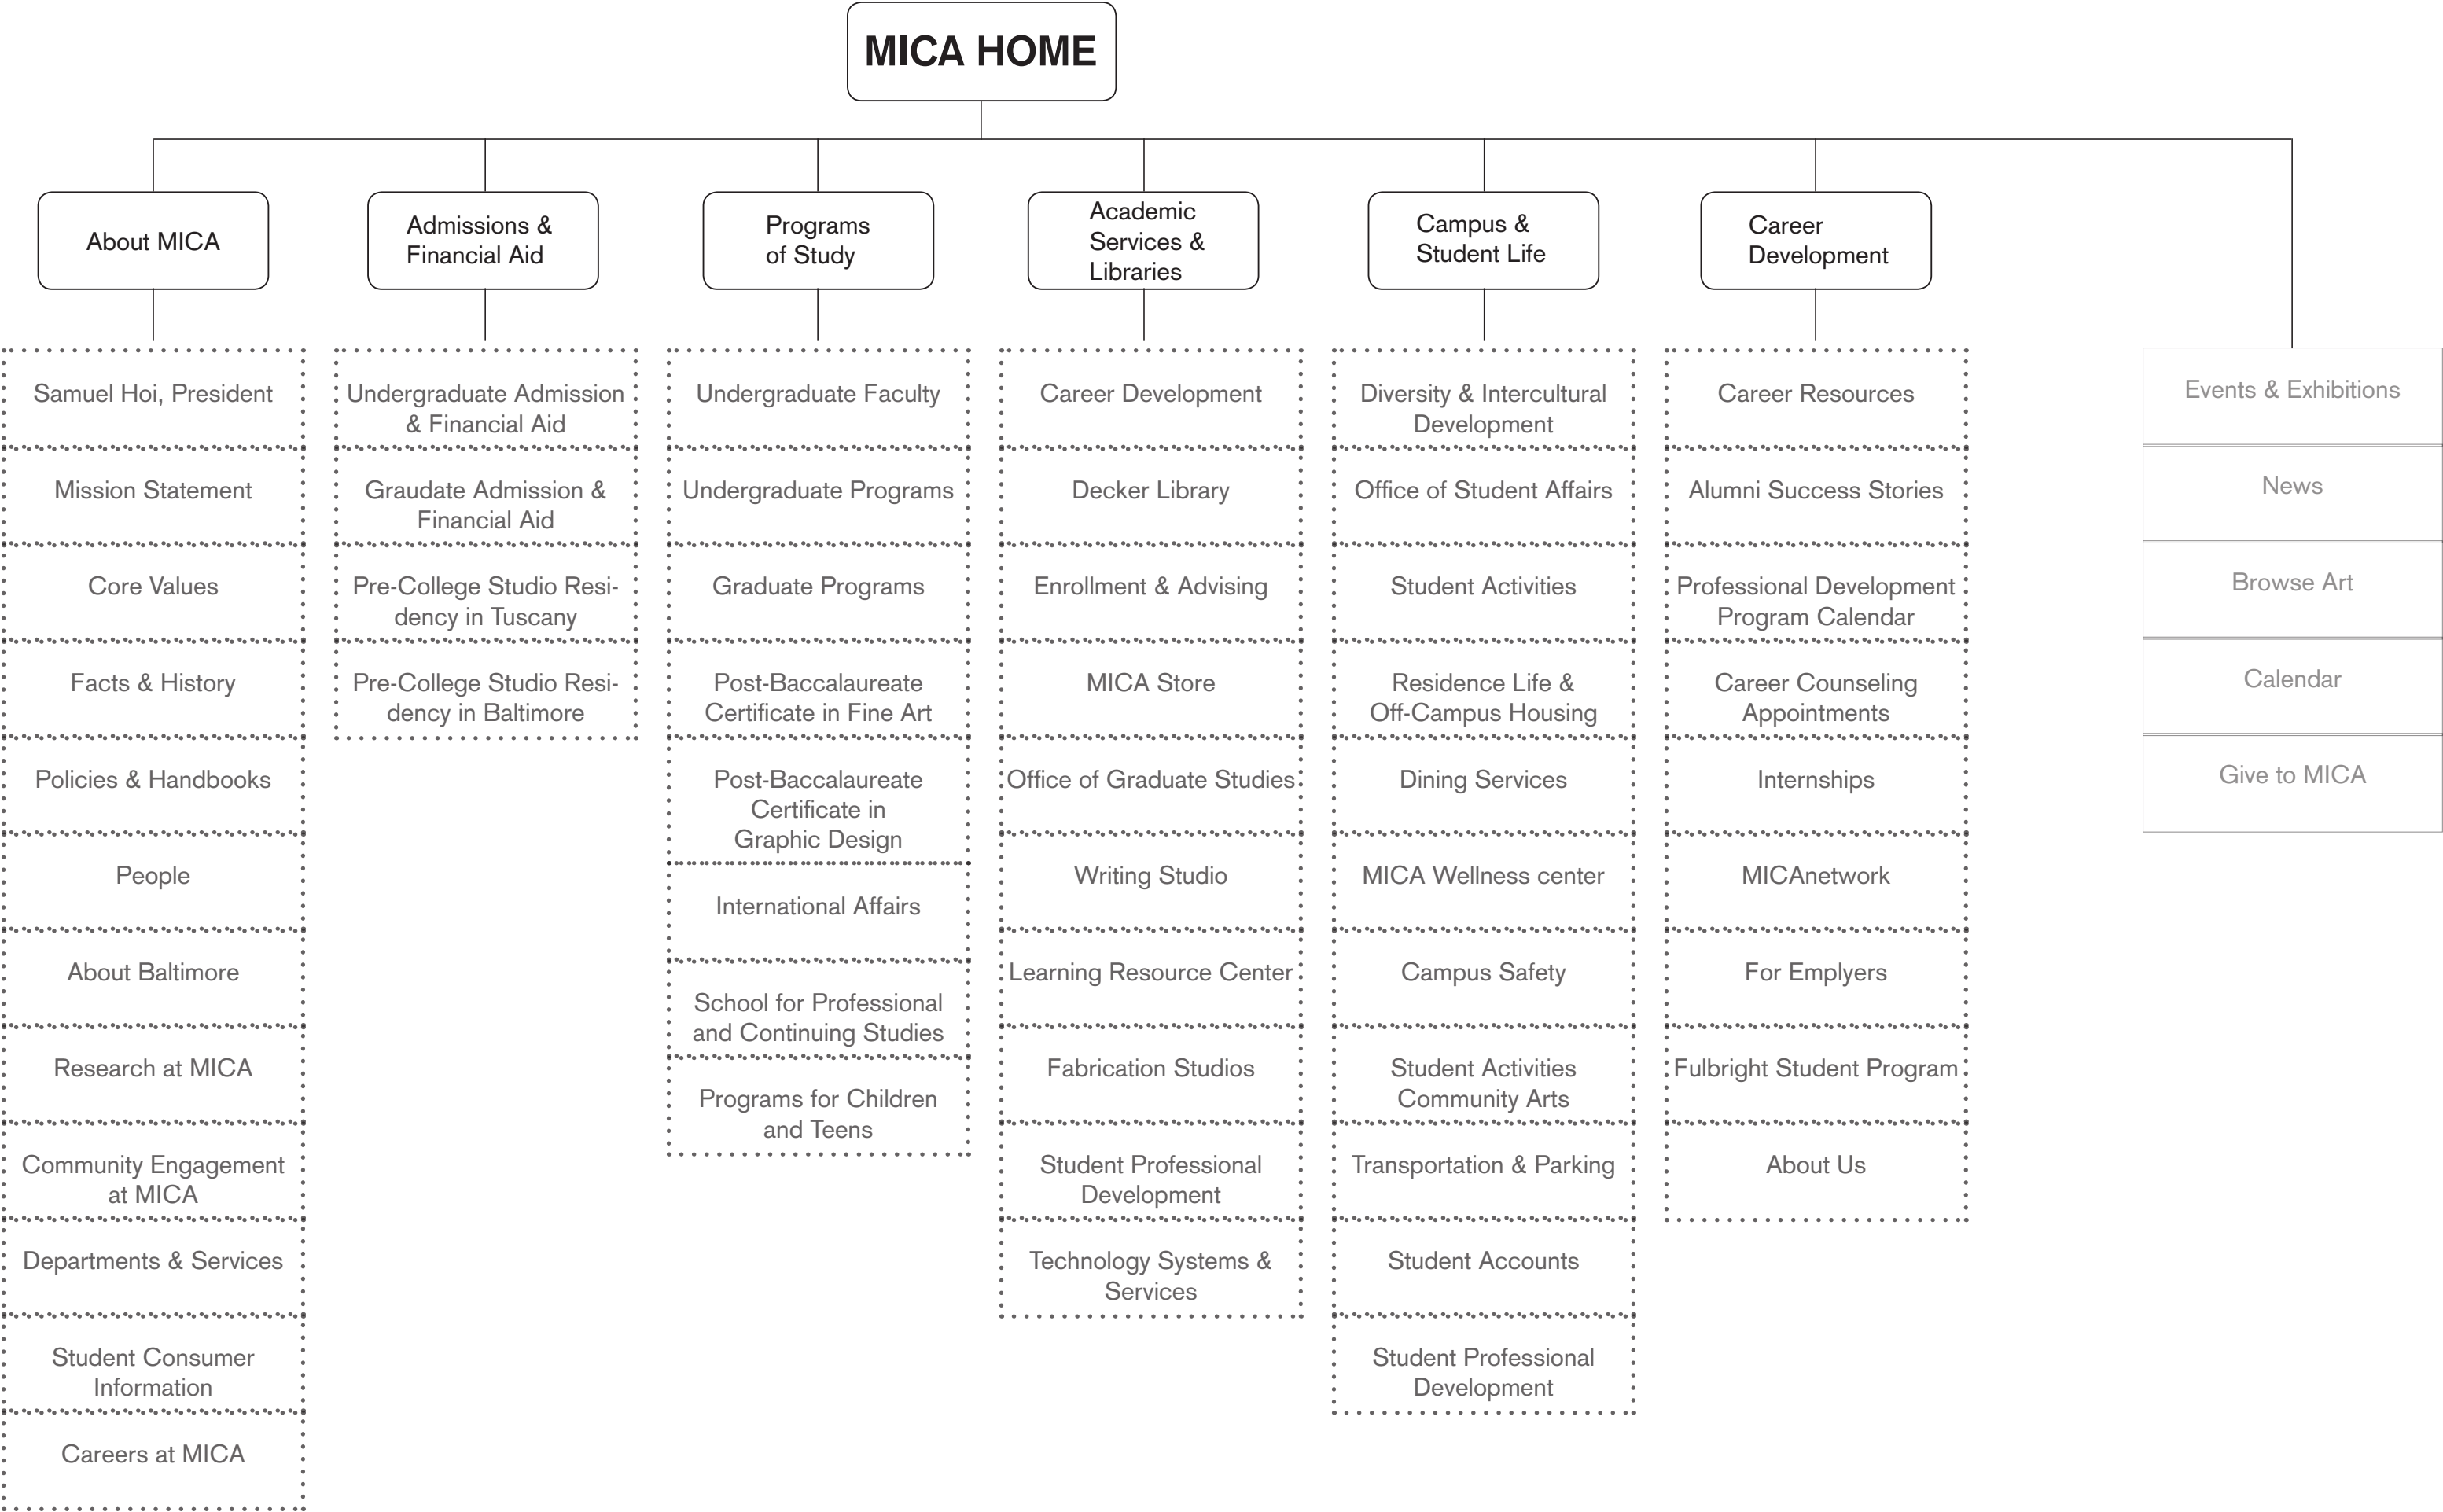 MICA HOME
About MICA
Admissions &
Financial Aid
Programs
of Study
Academic
Services &
Libraries
Campus &
Student Life
Career
Development
Samuel Hoi, President
Mission Statement
Core Values
Facts & History
Policies & Handbooks
People
About Baltimore
Research at MICA
Community Engagement
at MICA
Departments & Services
Student Consumer
Information
Careers at MICA
Undergraduate Admission
& Financial Aid
Graudate Admission &
Financial Aid
Pre-College Studio Resi-
dency in Tuscany
Pre-College Studio Resi-
dency in Baltimore
Undergraduate Faculty
Undergraduate Programs
Graduate Programs
Post-Baccalaureate
Certificate in Fine Art
Post-Baccalaureate
Certificate in
Graphic Design
International Affairs
School for Professional
and Continuing Studies
Programs for Children
and Teens
Career Development
Decker Library
Enrollment & Advising
MICA Store
Office of Graduate Studies
Writing Studio
Learning Resource Center
Fabrication Studios
Student Professional
Development
Technology Systems &
Services
Diversity & Intercultural
Development
Office of Student Affairs
Student Activities
Residence Life &
Off-Campus Housing
Dining Services
MICA Wellness center
Campus Safety
Student Activities
Community Arts
Transportation & Parking
Student Accounts
Student Professional
Development
Career Resources
Alumni Success Stories
Professional Development
Program Calendar
Career Counseling
Appointments
Internships
MICAnetwork
For Emplyers
Fulbright Student Program
About Us
Events & Exhibitions
News
Browse Art
Calendar
Give to MICA